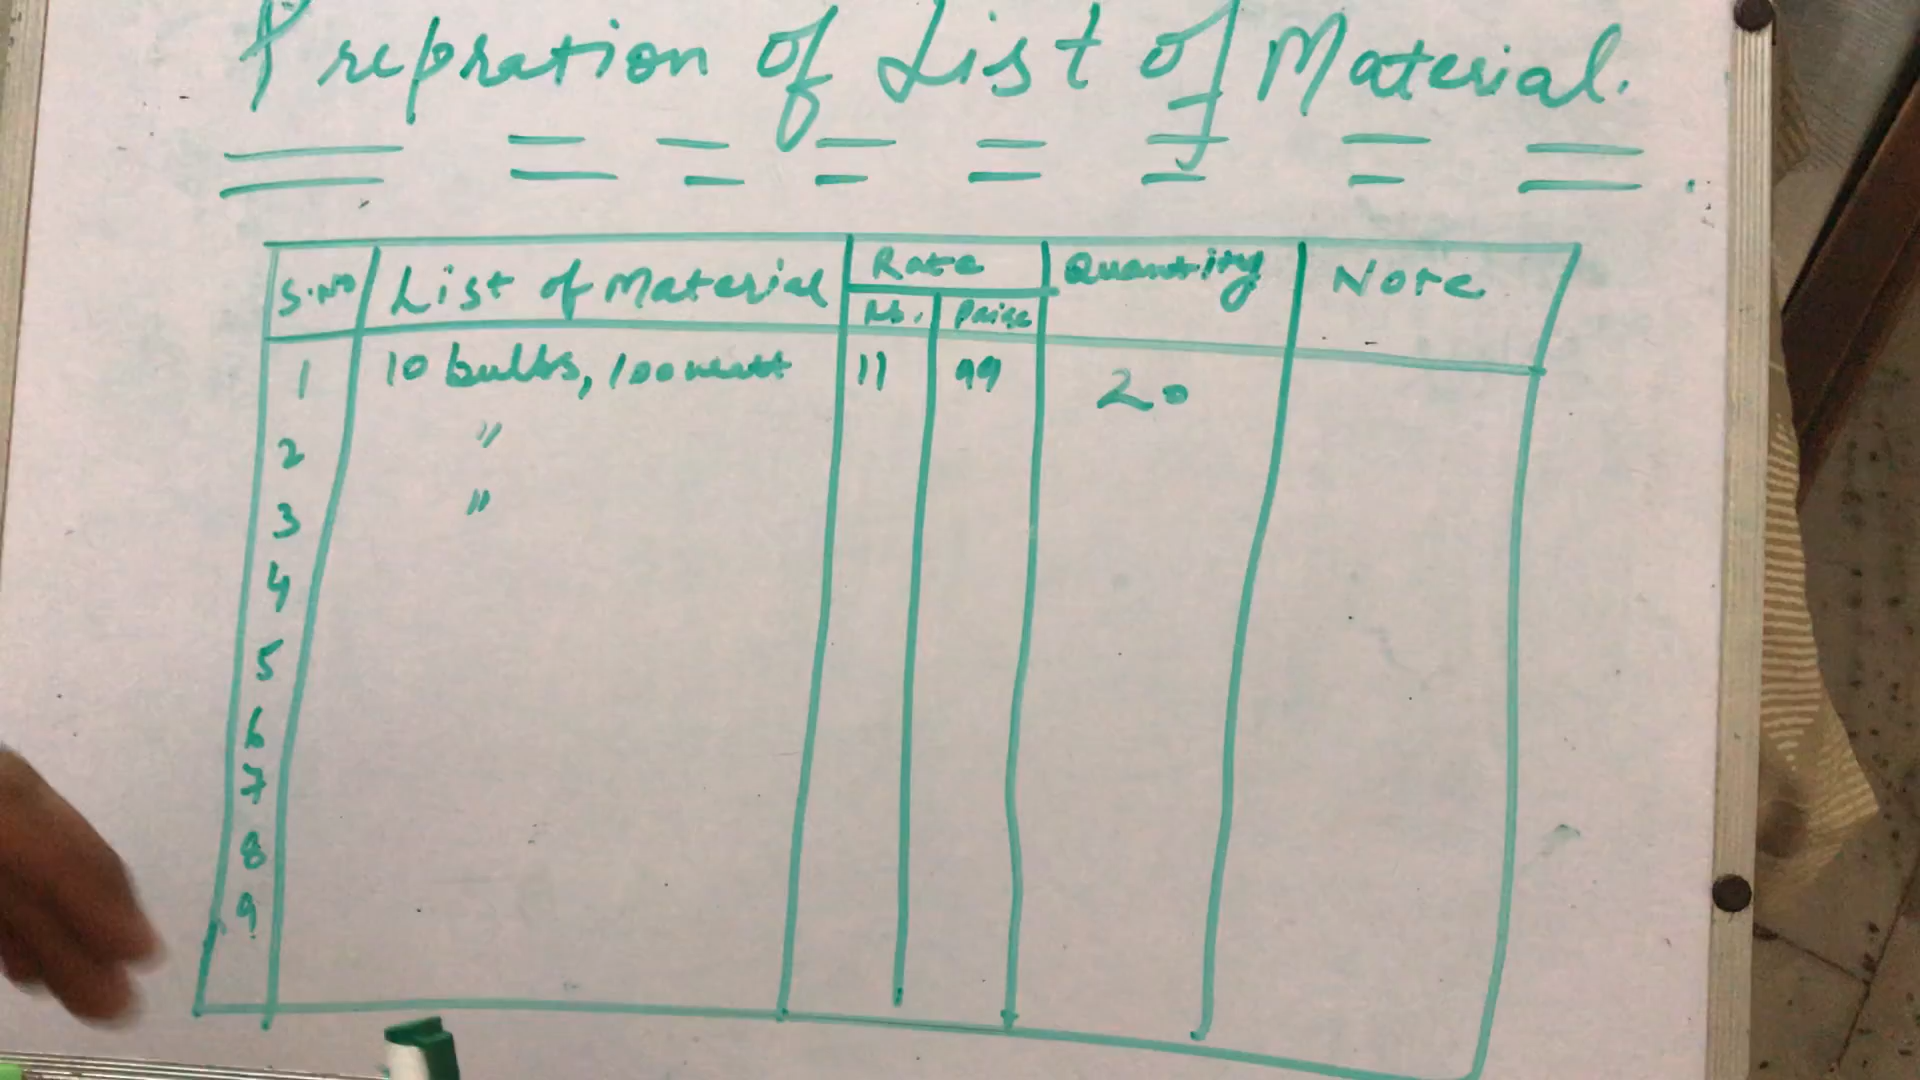 Prepration of List of Material.
S.No List of Material Rate Quantity Note
Paise
1 10 bulbs, 100 watt 11 99 20
2 "
3 "
4
5
6
7
8
9